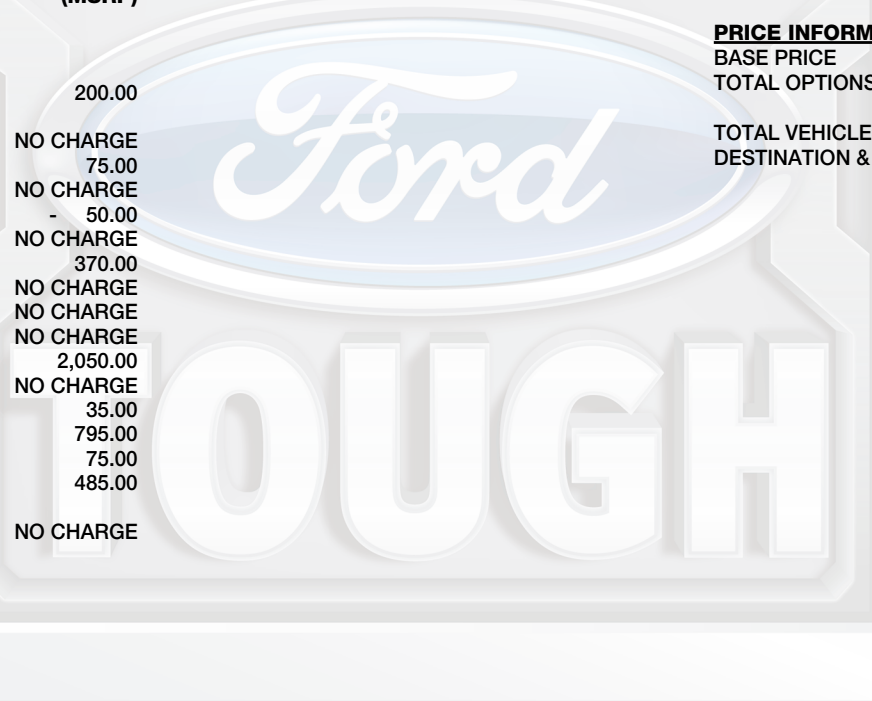 (MSRP)
200.00
NO CHARGE
75.00
NO CHARGE
- 50.00
NO CHARGE
370.00
NO CHARGE
NO CHARGE
NO CHARGE
2,050.00
NO CHARGE
35.00
795.00
75.00
485.00
NO CHARGE
PRICE INFORM
BASE PRICE
TOTAL OPTIONS
TOTAL VEHICLE
DESTINATION &
Ford
TOUGH